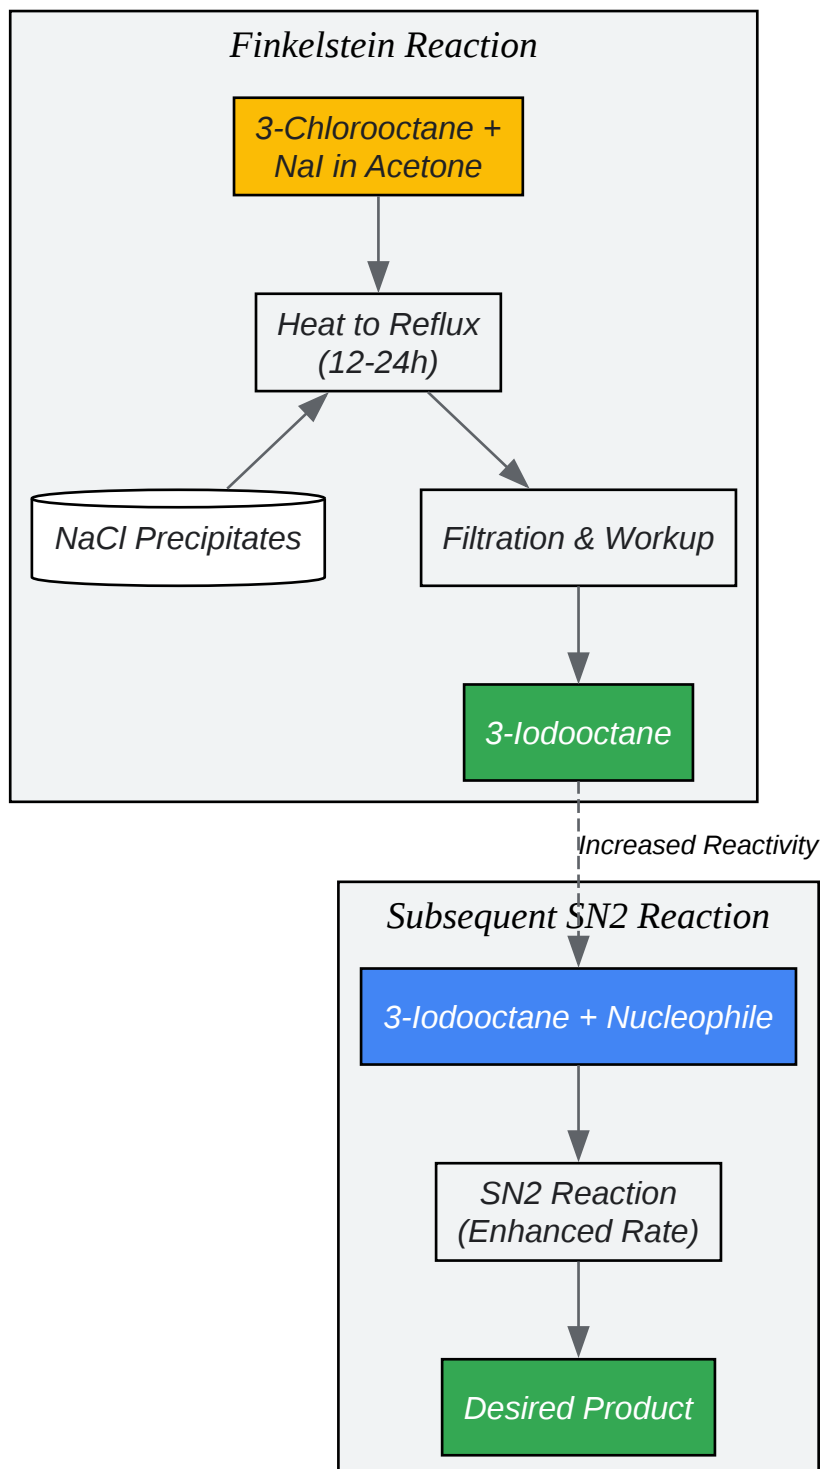 Finkelstein Reaction
3-Chlorooctane +
NaI in Acetone
Heat to Reflux
(12-24h)
NaCl Precipitates
Filtration & Workup
3-Iodooctane
Increased Reactivity
Subsequent SN2 Reaction
3-Iodooctane + Nucleophile
SN2 Reaction
(Enhanced Rate)
Desired Product